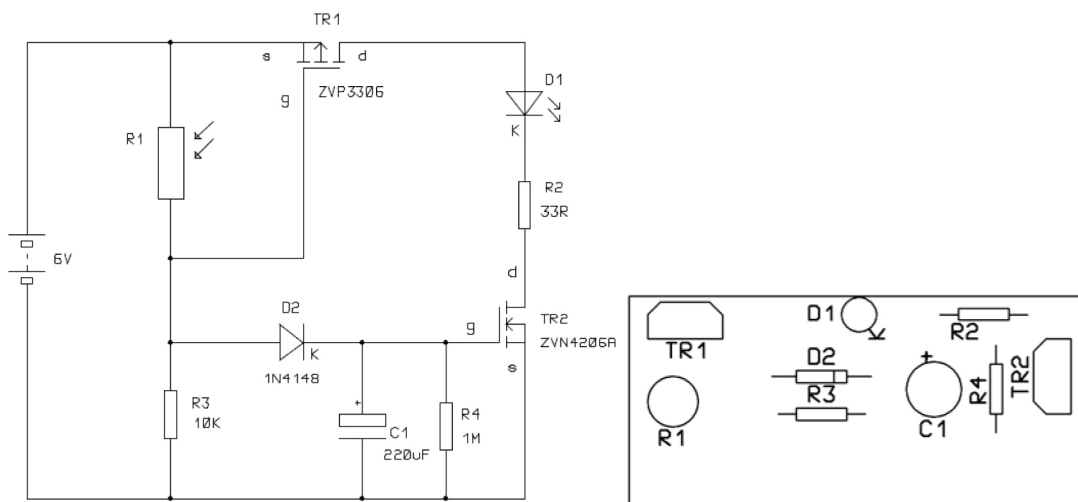 TR1
s
d
ZVP3306
g
D1
K
R1
R2
33R
6V
d
D2
g
TR2
ZVN4206A
K
s
1N4148
R3
10K
+
C1
220uF
R4
1M
D1
K
R2
TR1
D2
R3
R1
+
C1
R4
TR2